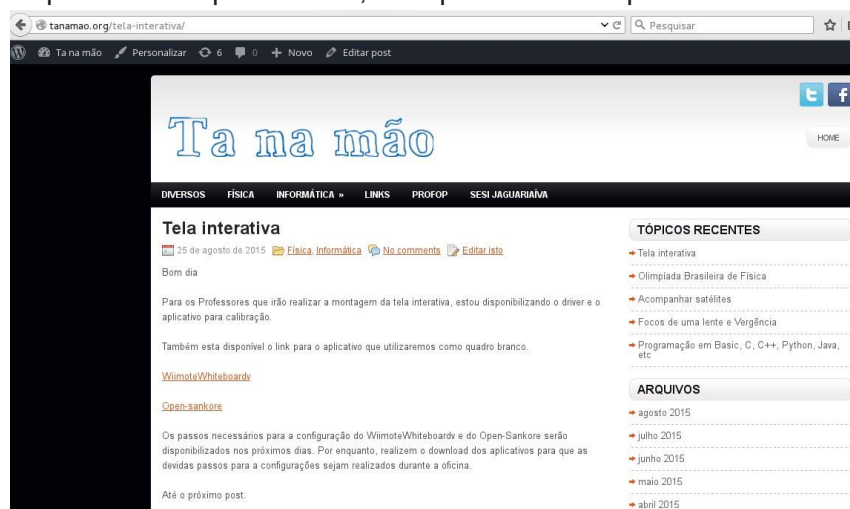 tanamao.org/tela-interativa/
Pesquisar
Ta na mão Personalizar 6 0 + Novo Editar post
Ta na mão
HOME
DIVERSOS FÍSICA INFORMÁTICA » LINKS PROFOP SESI JAGUARIAÍVA
Tela interativa
25 de agosto de 2015 Física, Informática No comments Editar isto
Bom dia
Para os Professores que irão realizar a montagem da tela interativa, estou disponibilizando o driver e o
aplicativo para calibração.
Também esta disponível o link para o aplicativo que utilizaremos como quadro branco.
WiimoteWhiteboardv
Open-sankore
Os passos necessários para a configuração do WiimoteWhiteboardv e do Open-Sankore serão
disponibilizados nos próximos dias. Por enquanto, realizem o download dos aplicativos para que as
devidas passos para a configurações sejam realizados durante a oficina.
Até o próximo post.
TÓPICOS RECENTES
Tela interativa
Olimpíada Brasileira de Física
Acompanhar satélites
Focos de uma lente e Vergência
Programação em Basic, C, C++, Python, Java,
etc
ARQUIVOS
agosto 2015
julho 2015
junho 2015
maio 2015
abril 2015